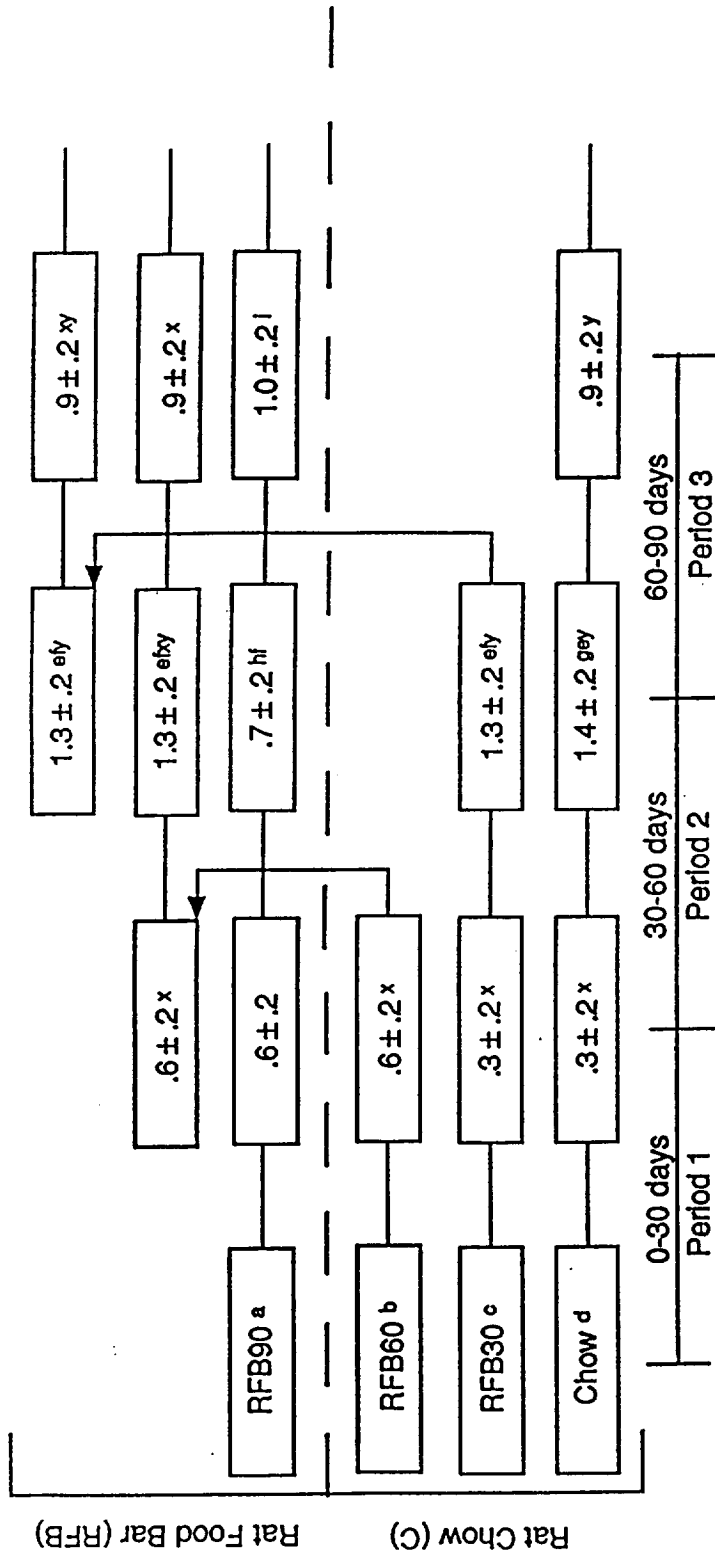 Rat Food Bar (RFB)
Rat Chow (C)
1.3±.2 efy
.9±.2 xy
.6±.2 x
1.3±.2 efxy
.9±.2 x
RFB90 a
.6±.2
.7±.2 hf
1.0±.2 l
RFB60 b
.6±.2 x
RFB30 c
.3±.2 x
1.3±.2 efy
Chow d
.3±.2 x
1.4±.2 gey
.9±.2 y
0-30 days
30-60 days
60-90 days
Period 1
Period 2
Period 3